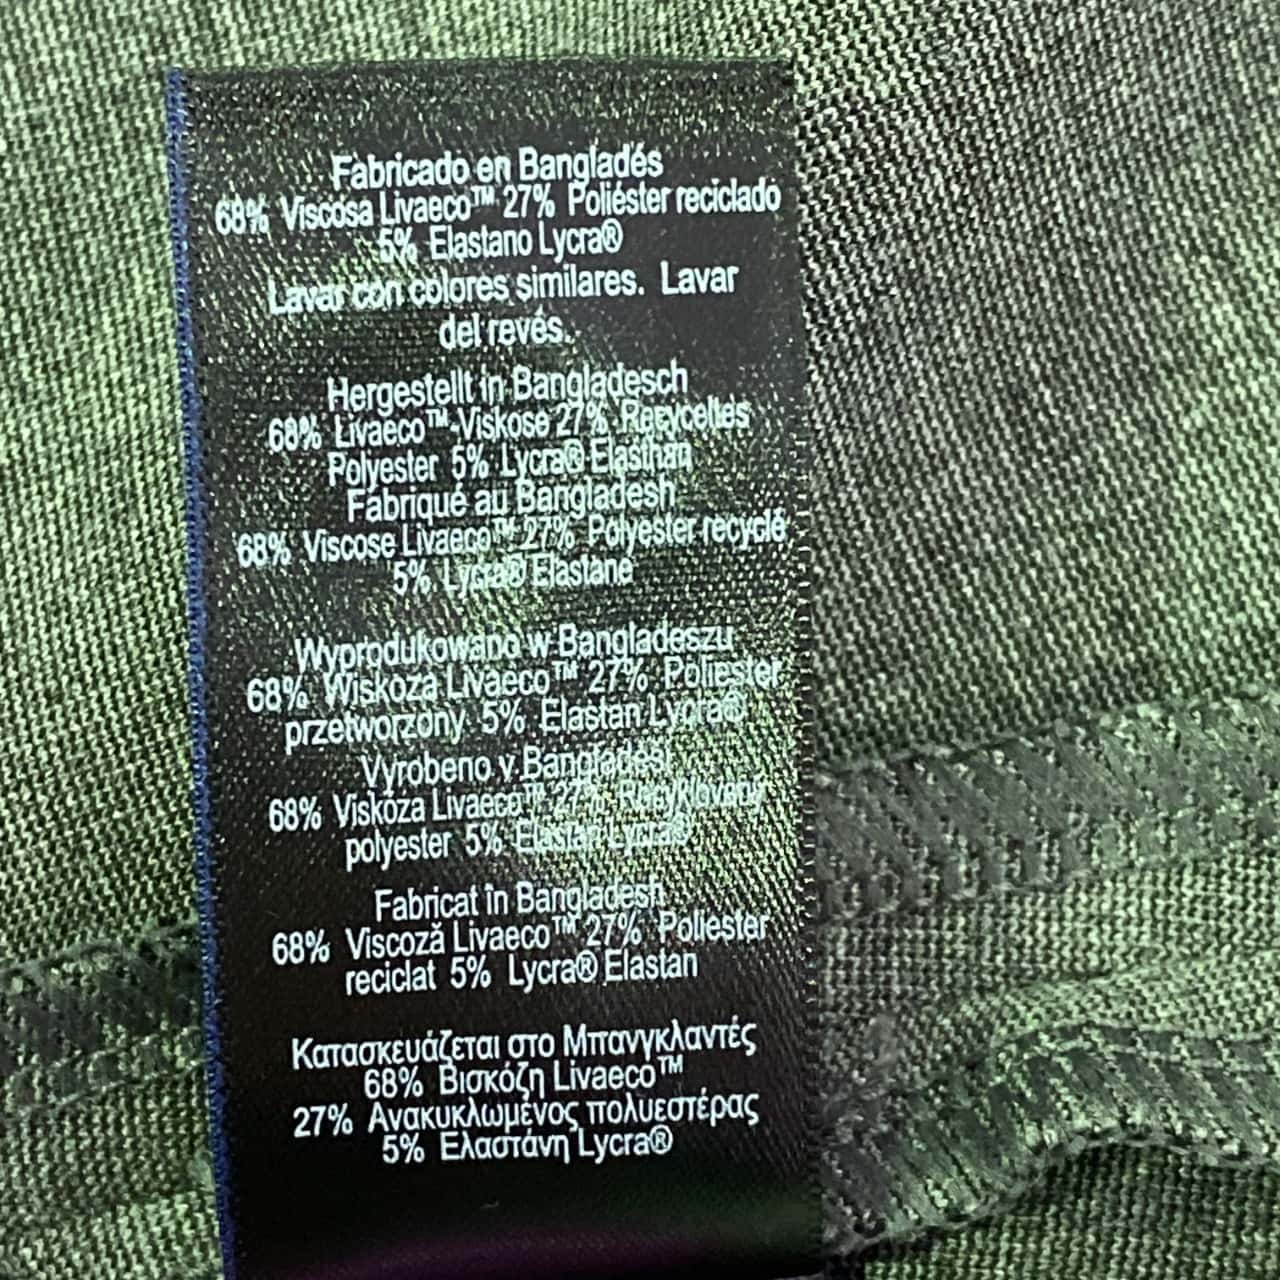 Fabricado en Bangladés
68% Viscosa Livaeco™ 27% Poliéster reciclado
5% Elastano Lycra®
Lavar con colores similares. Lavar
del revés.
Hergestellt in Bangladesch
68% Livaeco™-Viskose 27% Recyceltes
Polyester 5% Lycra® Elasthan
Fabriqué au Bangladesh
68% Viscose Livaeco™ 27% Polyester recyclé
5% Lycra® Elastane
Wyprodukowano w Bangladeszu
68% Wiskoza Livaeco™ 27% Poliester
przetworzony 5% Elastan Lycra®
Vyrobeno v Bangladési
68% Viskóza Livaeco™ 27% Recyklovaný
polyester 5% Elastan Lycra®
Fabricat în Bangladesh
68% Viscoză Livaeco™ 27% Poliester
reciclat 5% Lycra® Elastan
Κατασκευάζεται στο Μπανγκλαντές
68% Βισκόζη Livaeco™
27% Ανακυκλωμένος πολυεστέρας
5% Ελαστάνη Lycra®